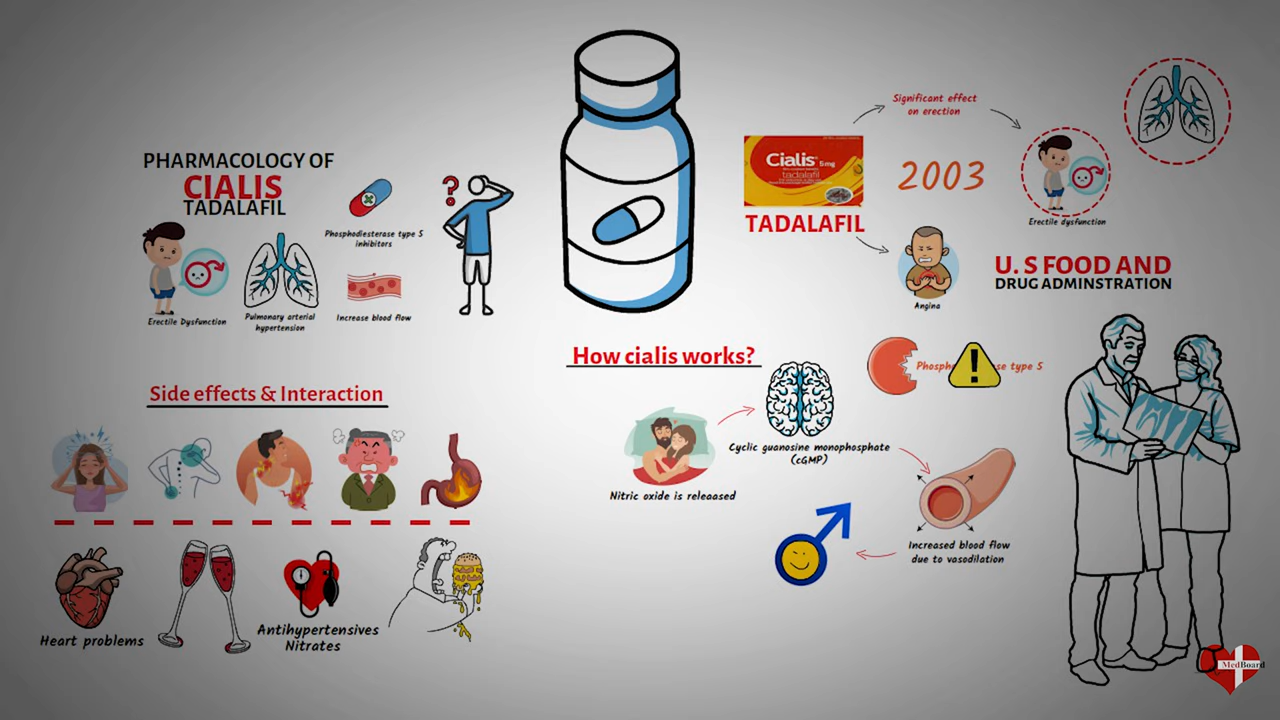 PHARMACOLOGY OF
CIALIS
TADALAFIL
Phosphodiesterase type 5
inhibitors
Erectile Dysfunction
Pulmonary arterial
hypertension
Increase blood flow
Side effects & Interaction
Heart problems
Antihypertensives
Nitrates
Cialis 5mg
tadalafil
TADALAFIL
Significant effect
on erection
2003
Erectile dysfunction
Angina
U. S FOOD AND
DRUG ADMINSTRATION
How cialis works?
Phosph
se type 5
Nitric oxide is releaased
Cyclic guanosine monophosphate
(cGMP)
Increased blood flow
due to vasodilation
MedBoard